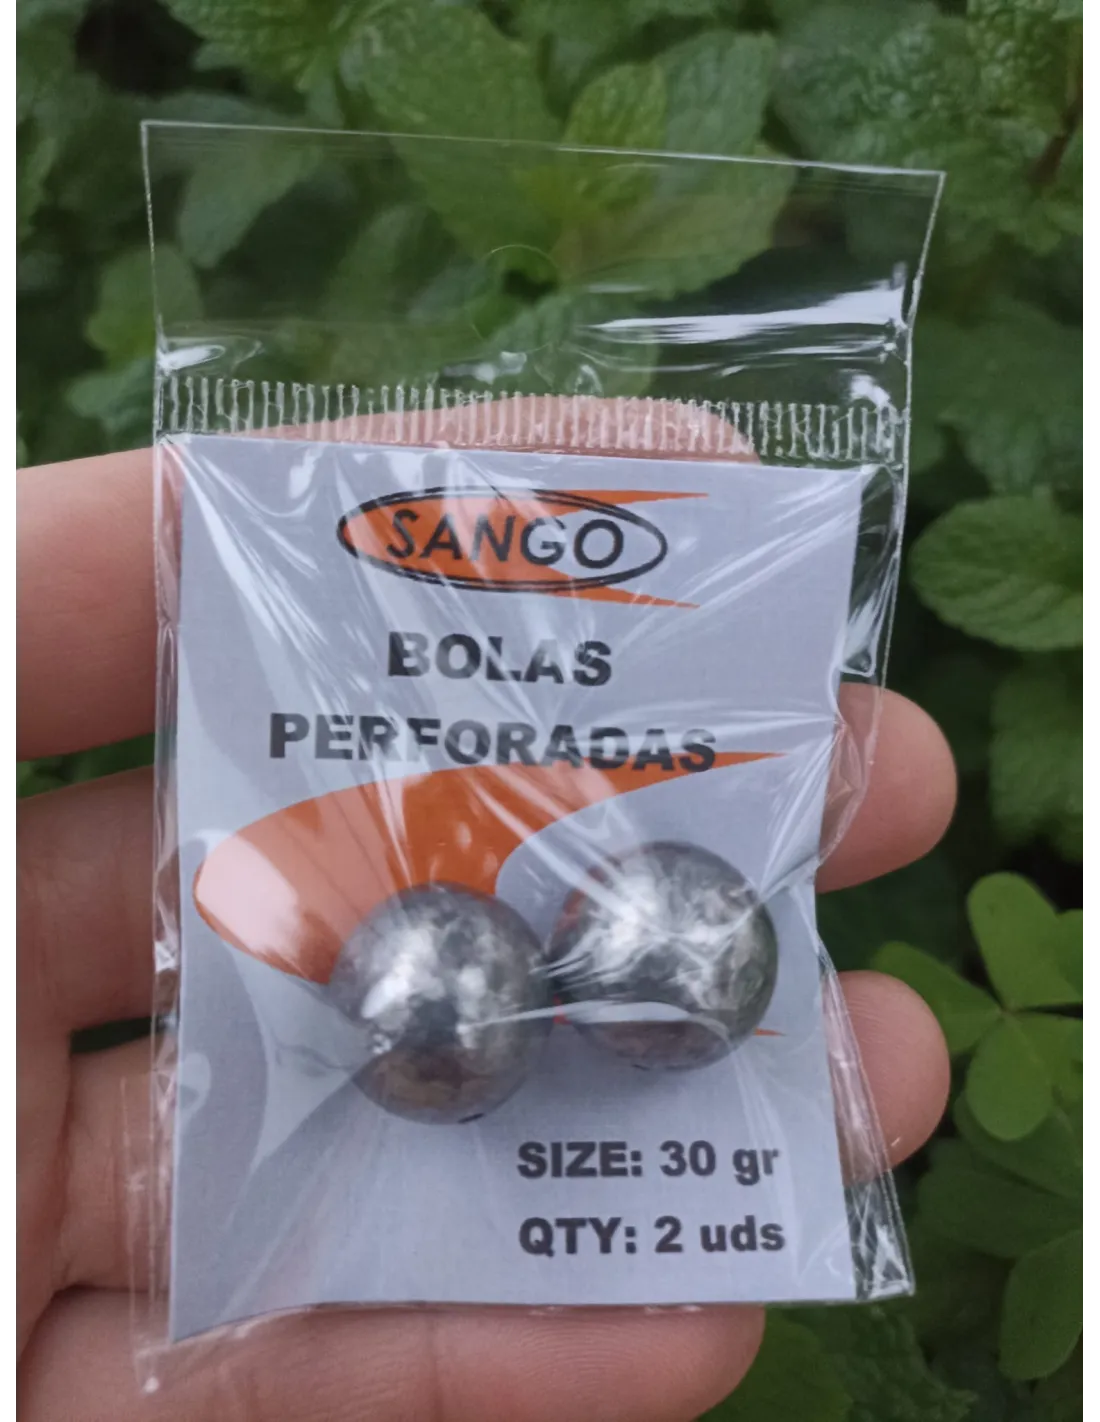 SANGO
BOLAS
PERFORADAS
SIZE: 30 gr
QTY: 2 uds